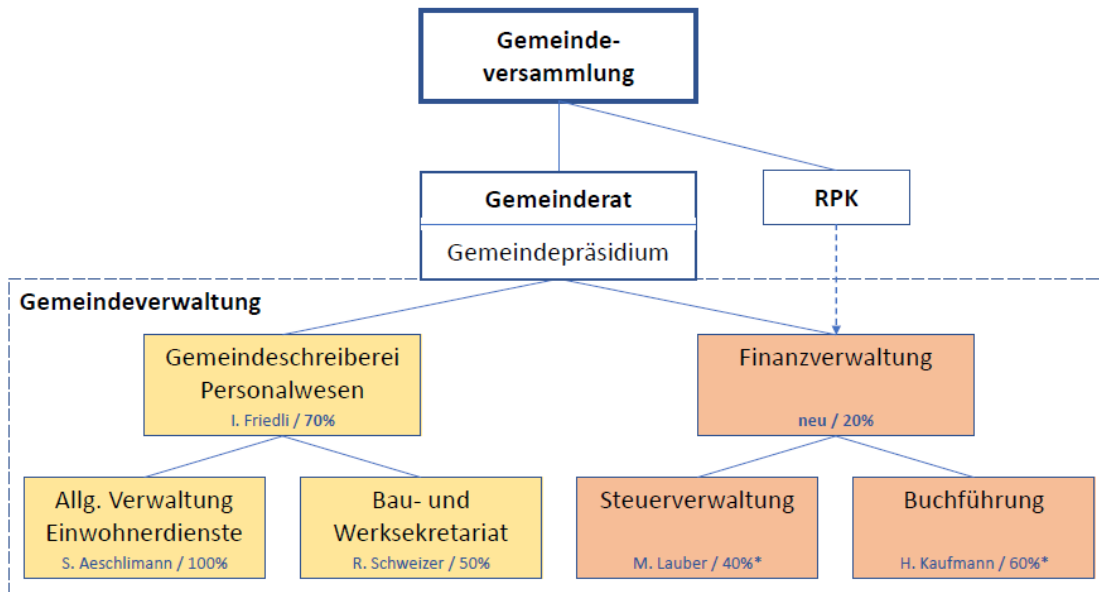 Gemeinde-
versammlung
Gemeinderat
Gemeindepräsidium
RPK
Gemeindeverwaltung
Gemeindeschreiberei
Personalwesen
I. Friedli / 70%
Finanzverwaltung
neu / 20%
Allg. Verwaltung
Einwohnerdienste
S. Aeschlimann / 100%
Bau- und
Werksekretariat
R. Schweizer / 50%
Steuerverwaltung
M. Lauber / 40%*
Buchführung
H. Kaufmann / 60%*